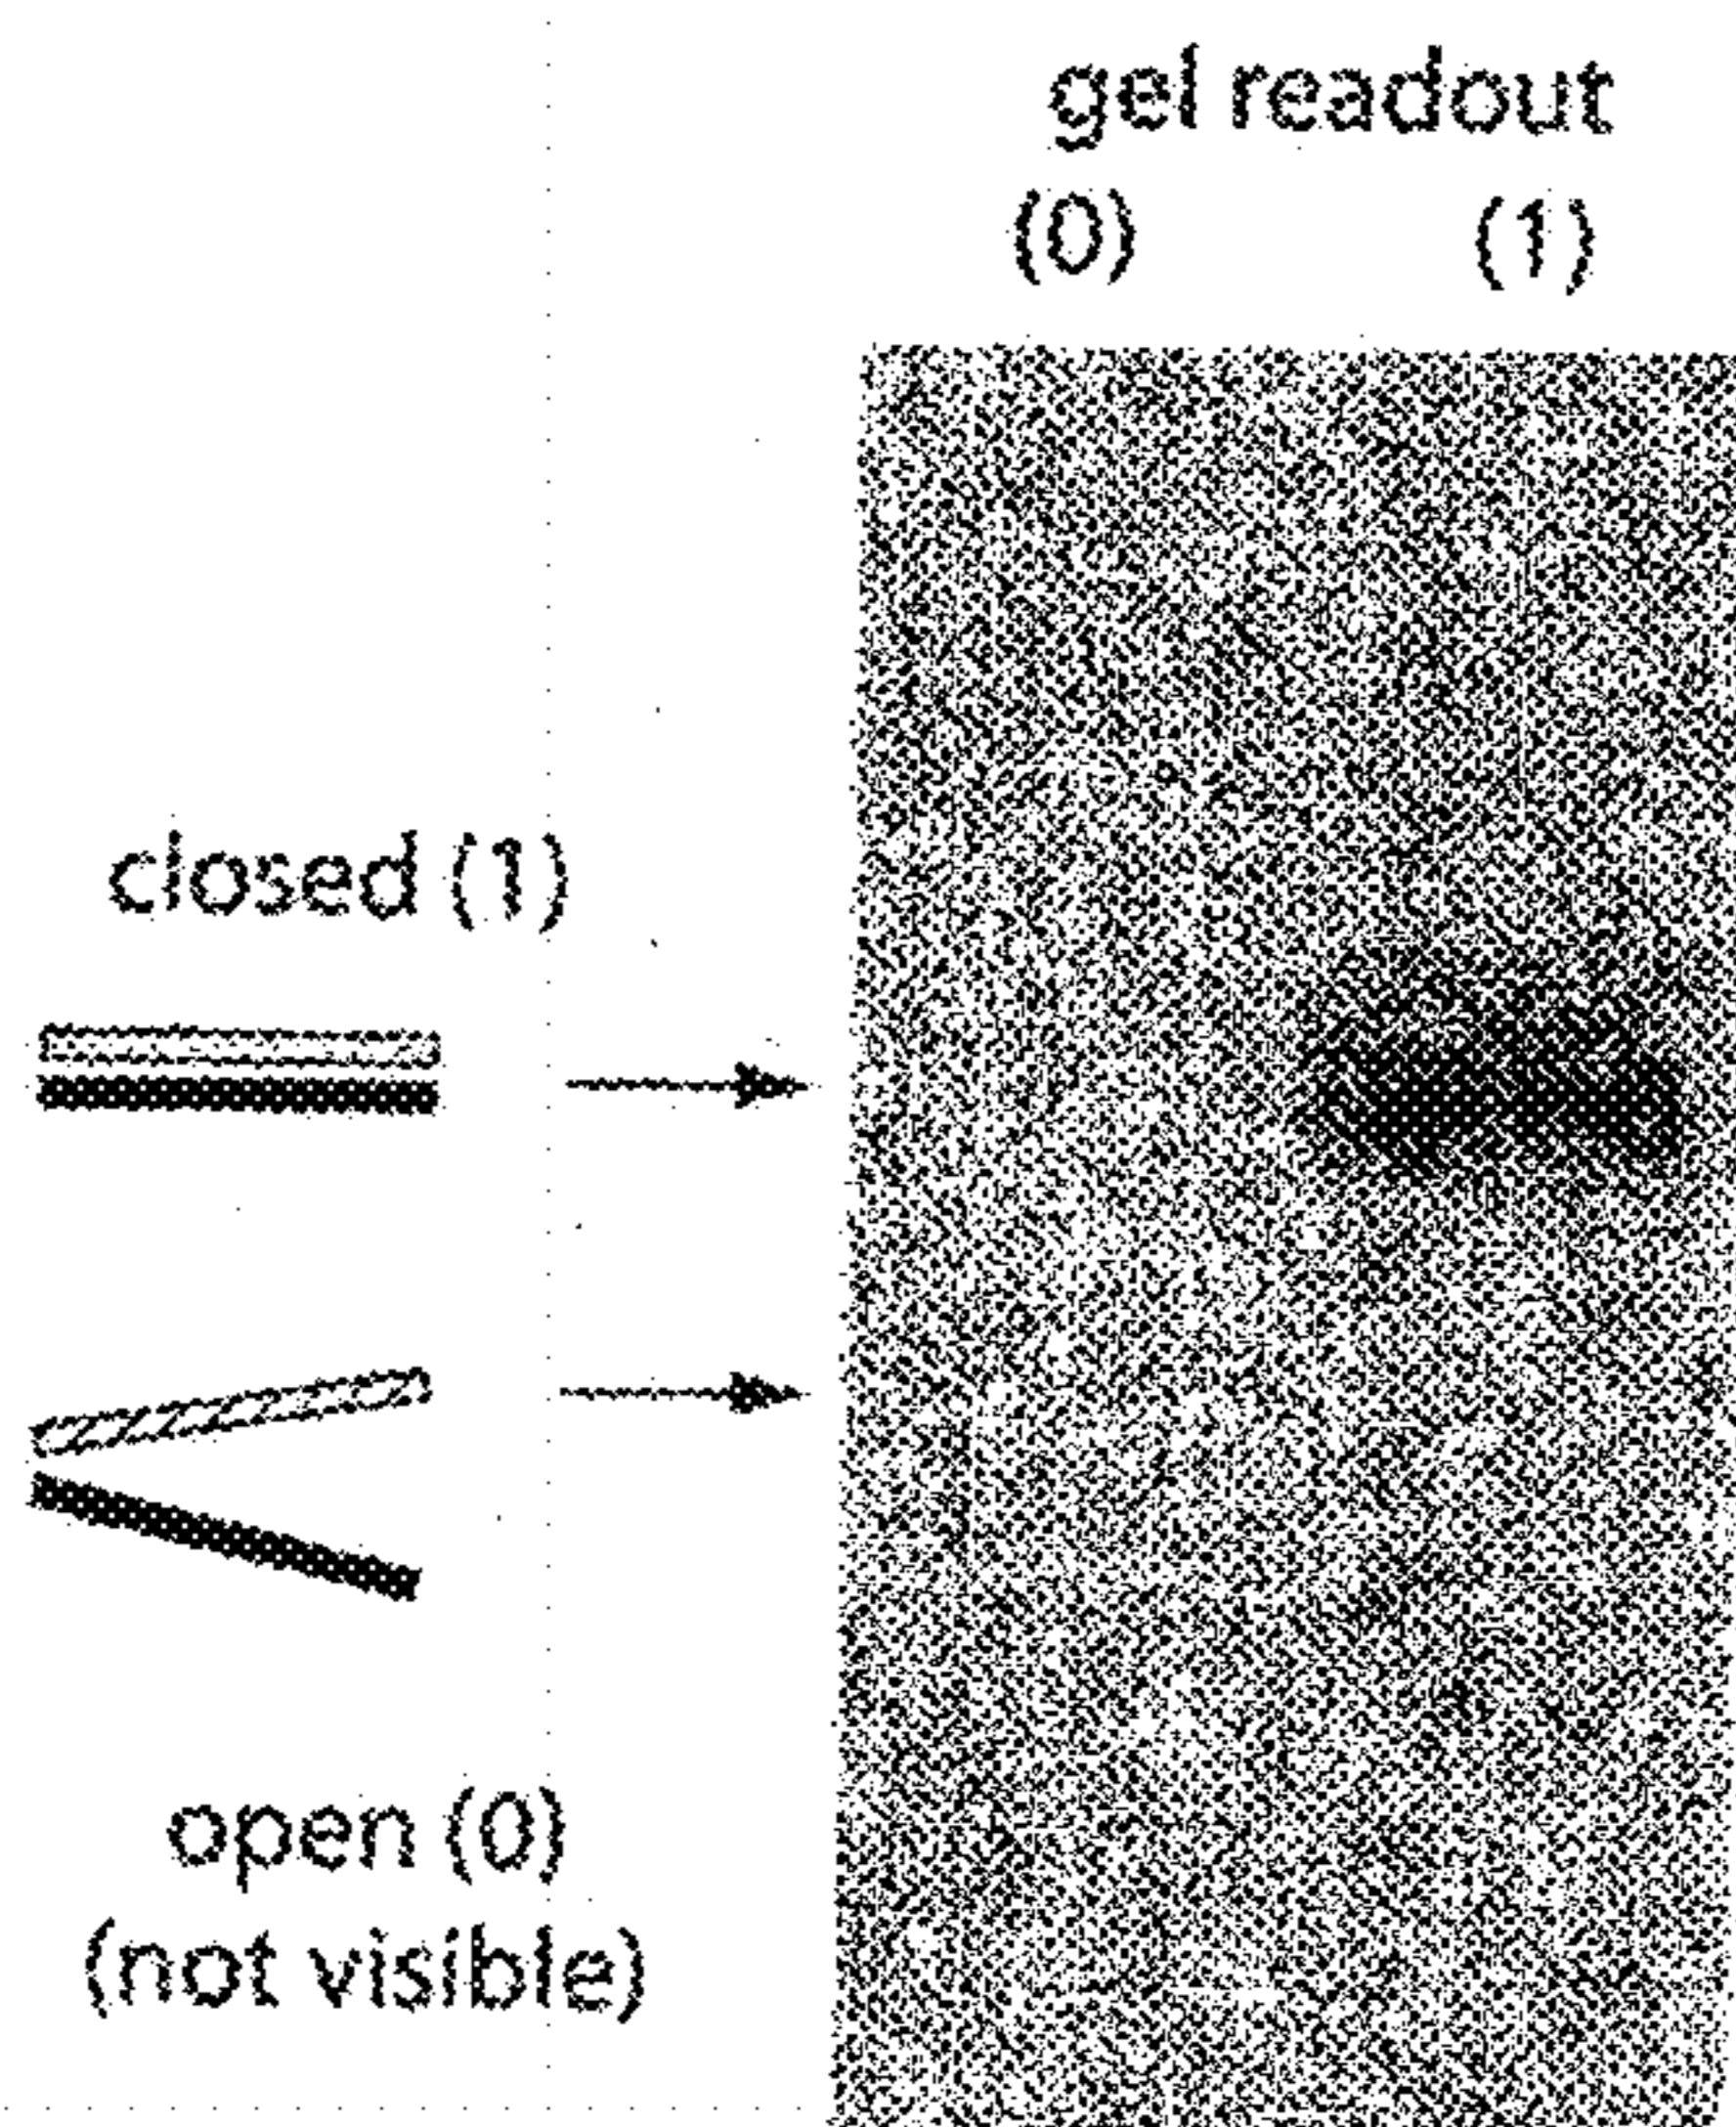 gel readout
(0) (1)
closed (1)
open (0)
(not visible)